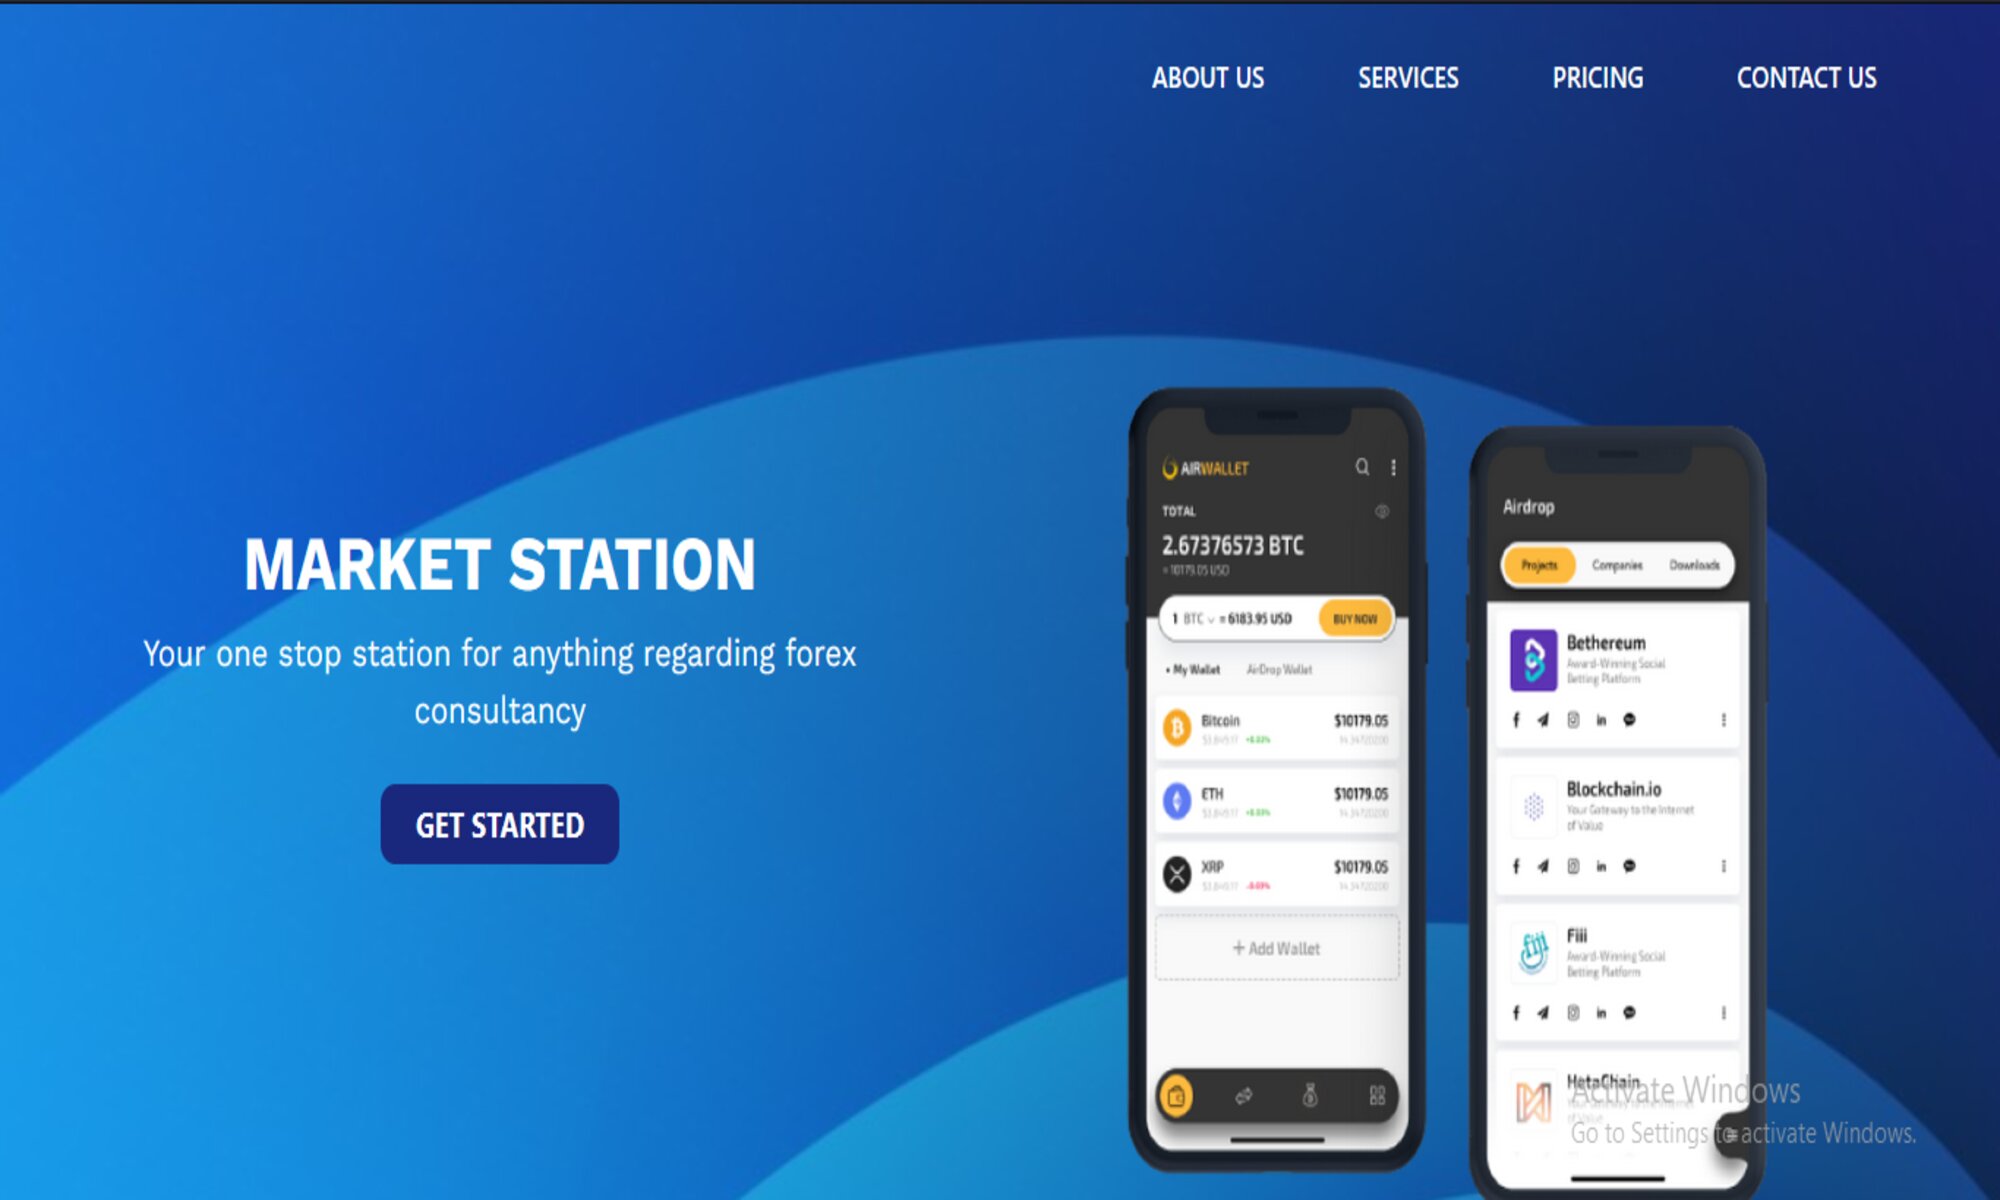 ABOUT US SERVICES PRICING CONTACT US
MARKET STATION
Your one stop station for anything regarding forex
consultancy
GET STARTED
AIRWALLET
TOTAL
2.67376573 BTC
≈ 10179.05 USD
1 BTC = 6183.95 USD BUY NOW
• My Wallet AirDrop Wallet
Bitcoin $10179.05
ETH $10179.05
XRP $10179.05
+ Add Wallet
Airdrop
Projects Companies Downloads
Bethereum
Award-Winning Social
Betting Platform
Blockchain.io
Your Gateway to the Internet
of Value
Fiii
Award-Winning Social
Betting Platform
Activate Windows
Go to Settings to activate Windows.